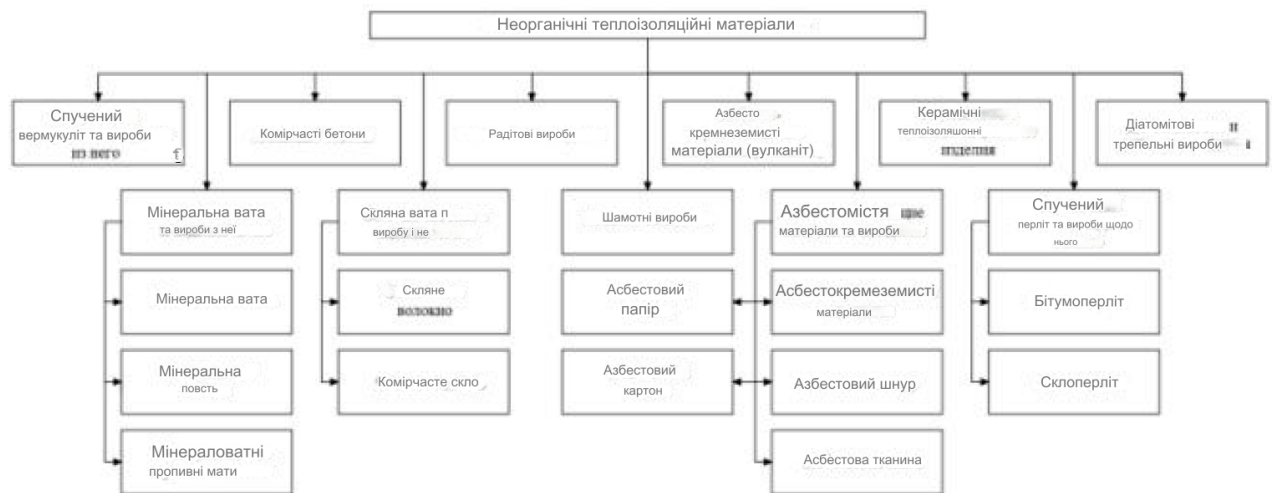 Неорганічні теплоізоляційні матеріали
Спучений
вермукуліт та вироби
из него
Комірчасті бетони
Радітові вироби
Азбесто
кремнеземисті
матеріали (вулканіт)
Керамічні
теплоізоляшонні
изделия
Діатомітові и
трепельні вироби
Мінеральна вата
та вироби з неї
Скляна вата п
виробу і не
Шамотні вироби
Азбестомістя
матеріали та вироби
Спучений
перліт та вироби щодо
нього
Мінеральна вата
Скляне
волокно
Асбестовий
папір
Асбестокремеземисті
матеріали
Бітумоперліт
Мінеральна
повсть
Комірчасте скло
Азбестовий
картон
Азбестовий шнур
Склоперліт
Мінераловатні
пропивні мати
Асбестова тканина